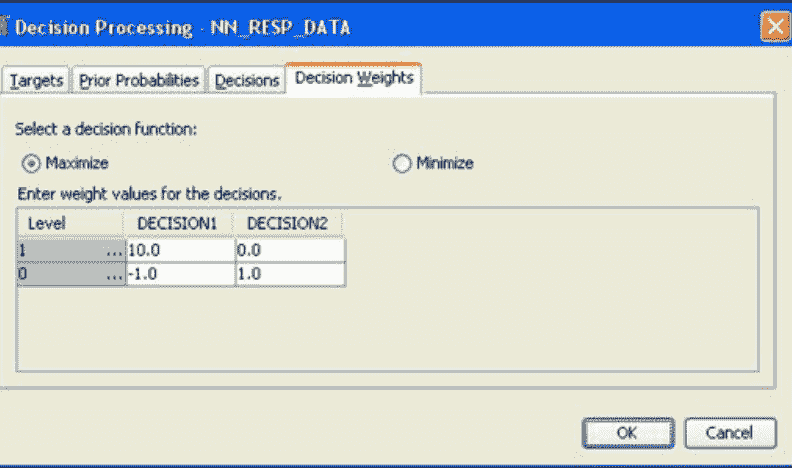 Decision Processing - NN_RESP_DATA
Targets Prior Probabilities Decisions Decision Weights
Select a decision function:
Maximize Minimize
Enter weight values for the decisions.
Level DECISION1 DECISION2
1 ... 10.0 0.0
0 ... -1.0 1.0
OK Cancel